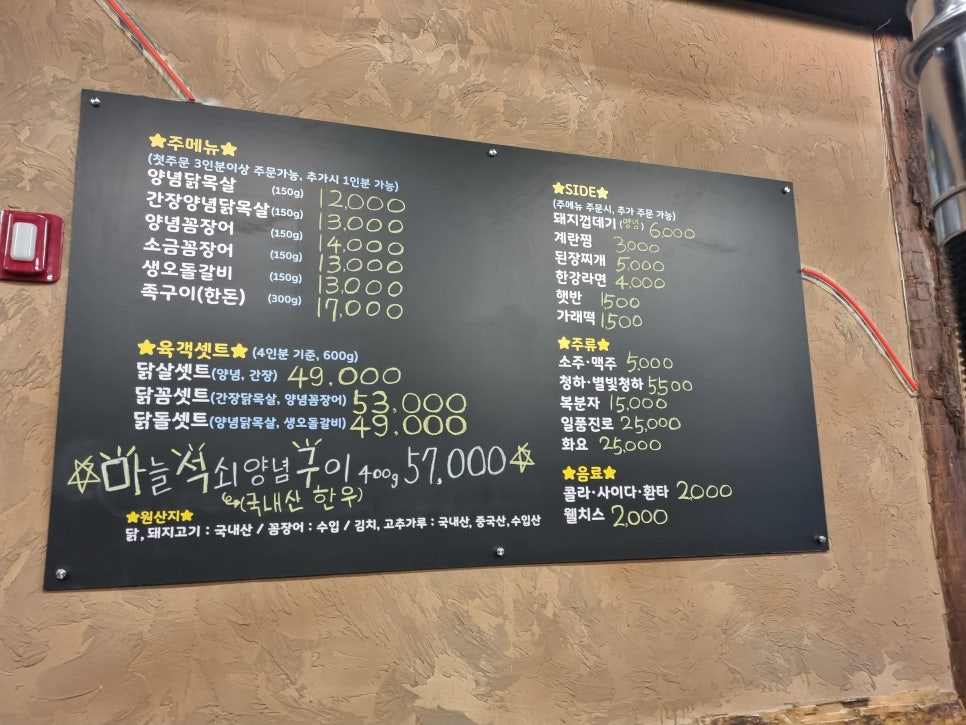 ★주메뉴★
(첫주문 3인분이상 주문가능, 추가시 1인분 가능)
양념닭목살 (150g) 12,000
간장양념닭목살 (150g) 13,000
양념꼼장어 (150g) 14,000
소금꼼장어 (150g) 13,000
생오돌갈비 (150g) 13,000
족구이(한돈) (300g) 17,000
★육객셋트★ (4인분 기준, 600g)
닭살셋트(양념, 간장) 49.000
닭꼼셋트(간장닭목살, 양념꼼장어) 53,000
닭돌셋트(양념닭목살, 생오돌갈비) 49,000
☆마늘석쇠양념구이 400g 57,000☆
(국내산 한우)
★원산지★
닭, 돼지고기 : 국내산 / 꼼장어 : 수입 / 김치, 고추가루 : 국내산, 중국산, 수입산
★SIDE★
(주메뉴 주문시, 추가 주문 가능)
돼지껍데기 (양념) 6,000
계란찜 3,000
된장찌개 5,000
한강라면 4,000
햇반 1500
가래떡 1,500
★주류★
소주·맥주 5,000
청하·별빛청하 5500
복분자 15,000
일품진로 25,000
화요 25,000
★음료★
콜라·사이다·환타 2000
웰치스 2,000